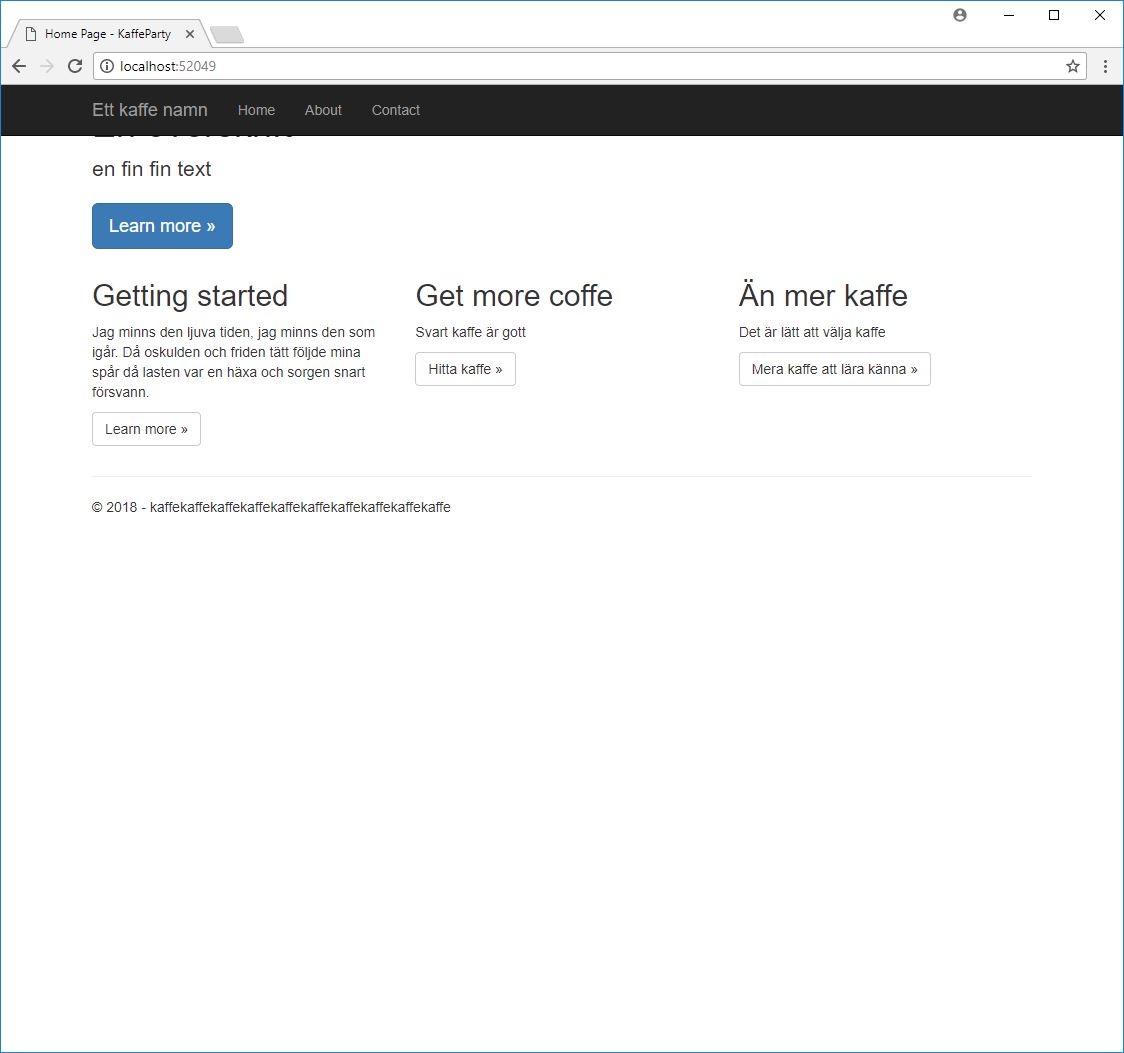 Home Page - KaffeParty
localhost:52049
Ett kaffe namn Home About Contact
en fin fin text
Learn more »
Getting started
Jag minns den ljuva tiden, jag minns den som
igår. Då oskulden och friden tätt följde mina
spår då lasten var en häxa och sorgen snart
försvann.
Learn more »
Get more coffe
Svart kaffe är gott
Hitta kaffe »
Än mer kaffe
Det är lätt att välja kaffe
Mera kaffe att lära känna »
© 2018 - kaffekaffekaffekaffekaffekaffekaffekaffekaffekaffe